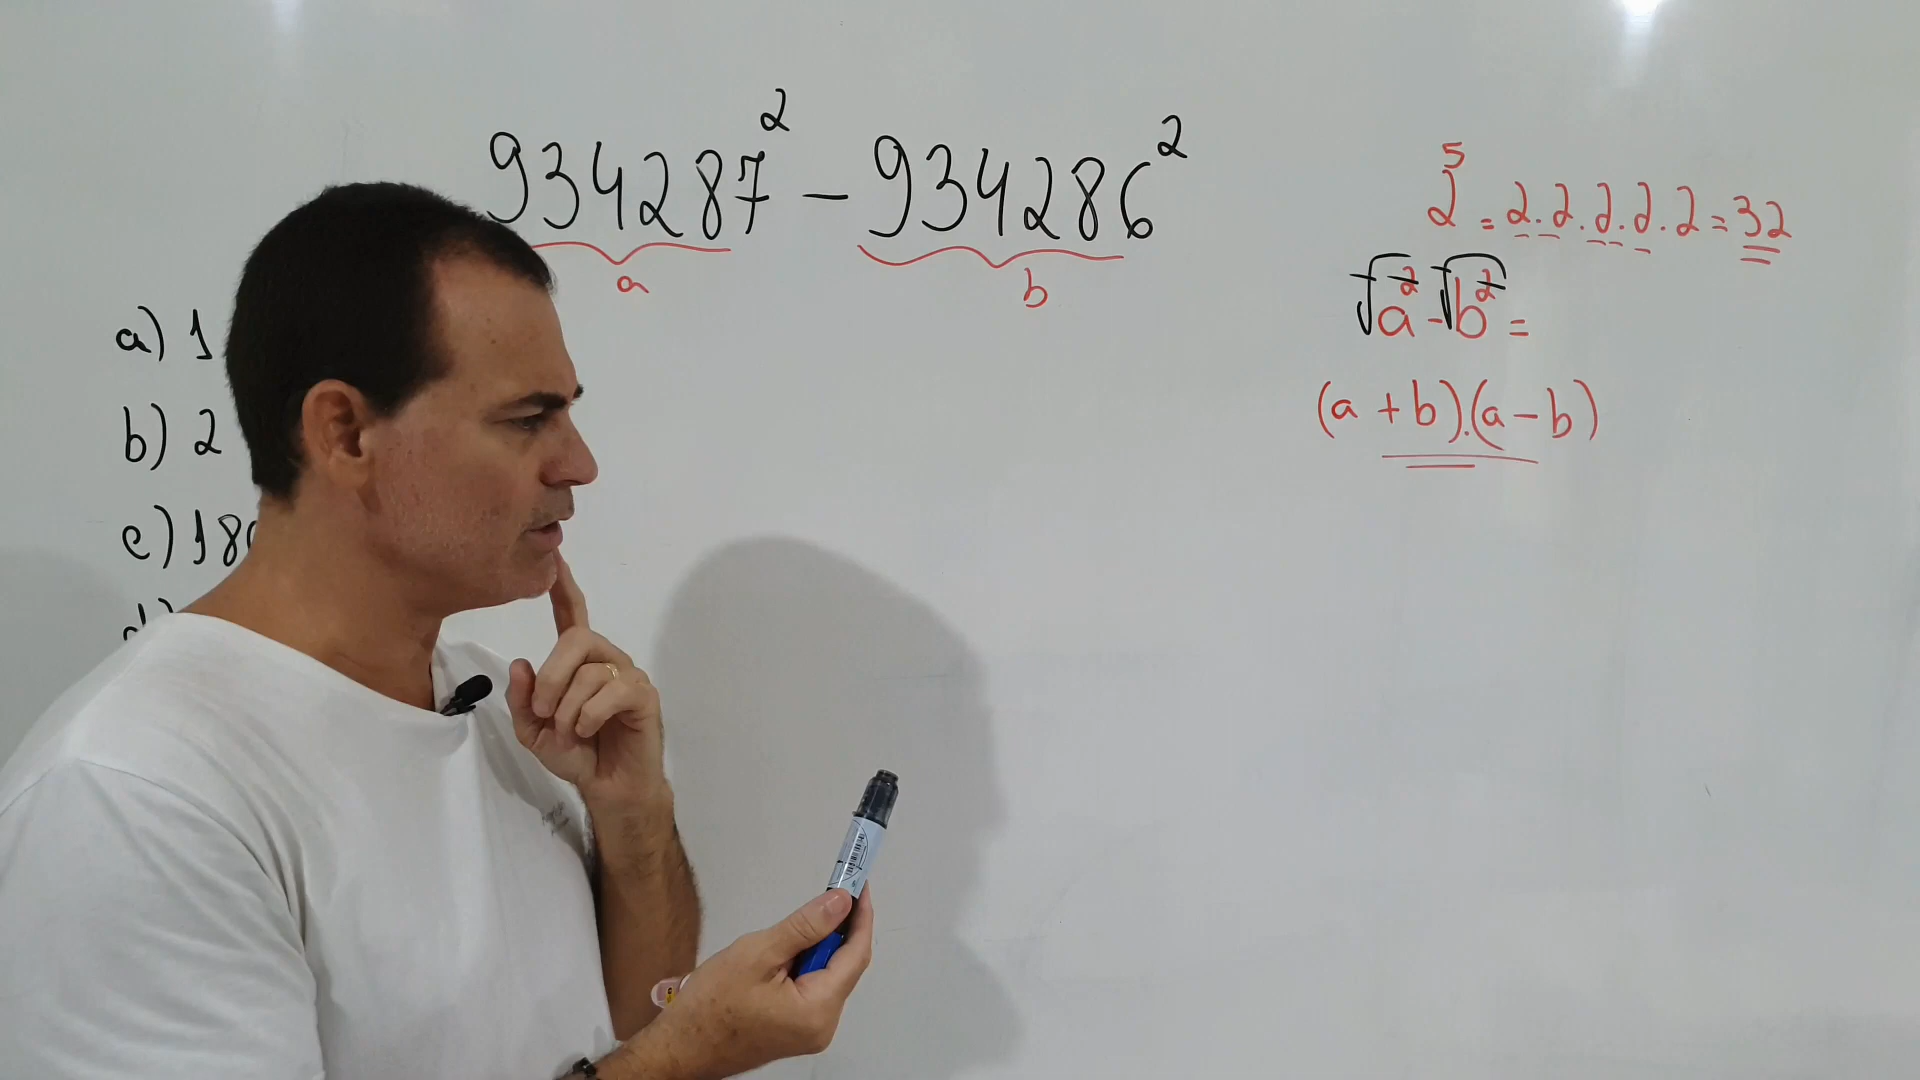 934287² - 934286²
a b
2⁵ = 2.2.2.2.2 = 32
√a² - √b² =
(a + b).(a - b)
a) 1
b) 2
c) 18
d)